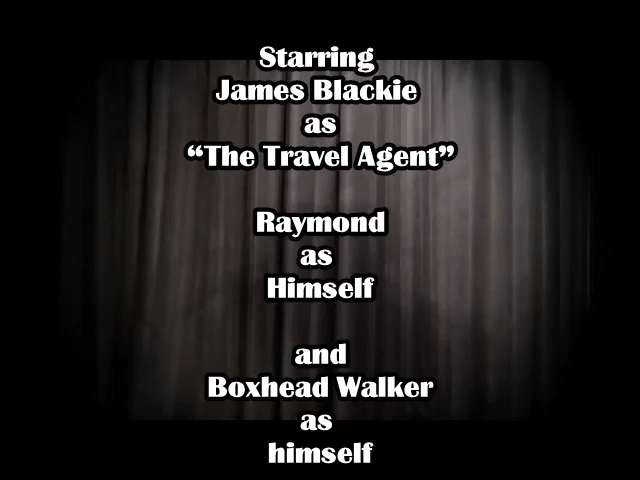 Starring
James Blackie
as
“The Travel Agent”
Raymond
as
Himself
and
Boxhead Walker
as
himself